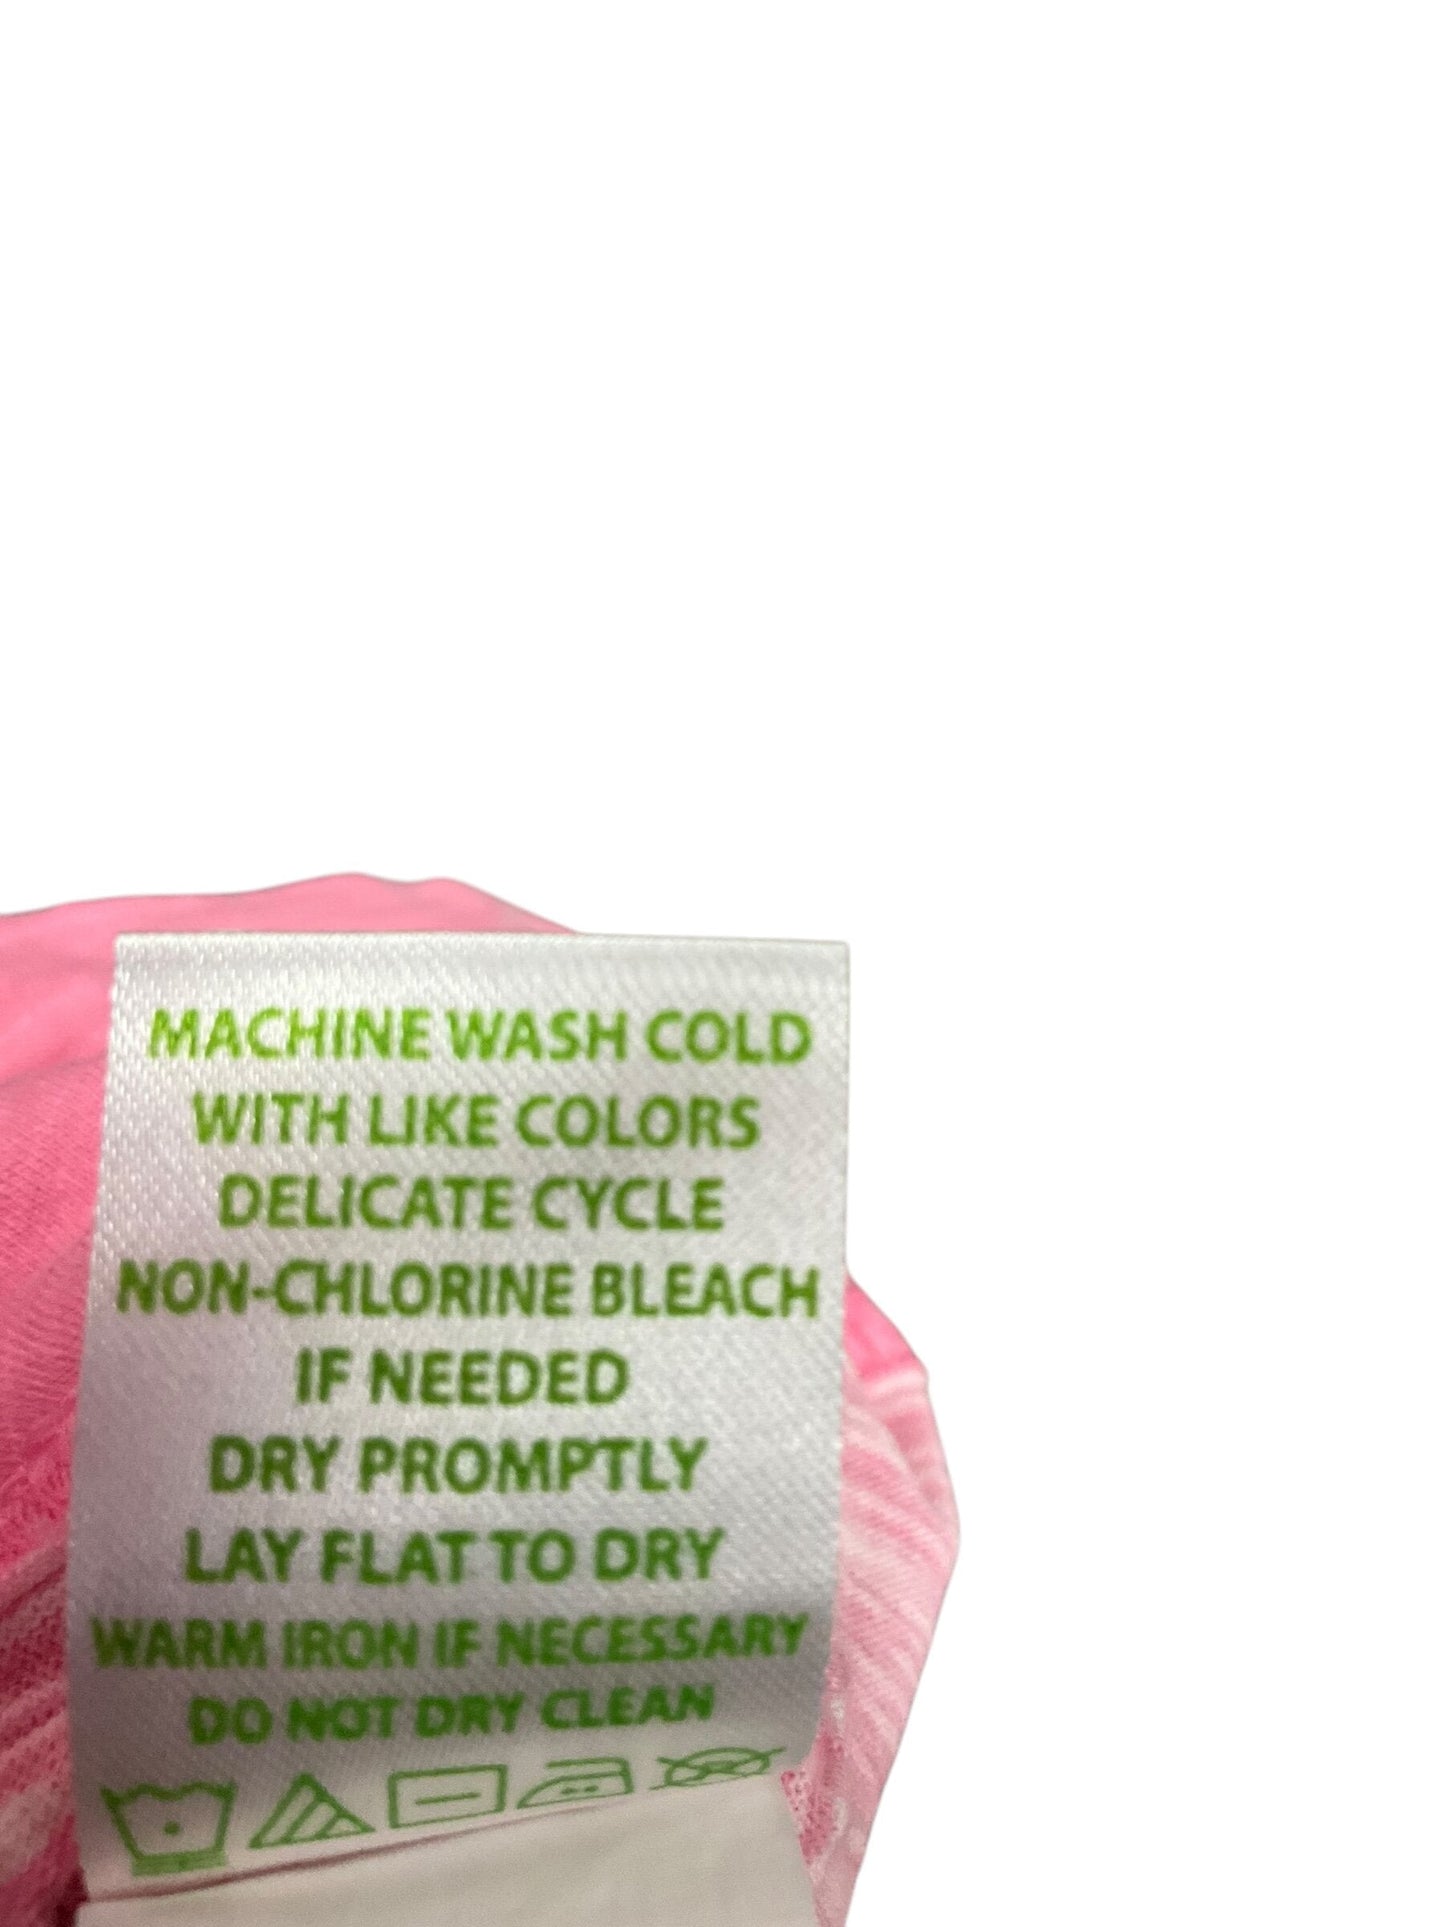 MACHINE WASH COLD
WITH LIKE COLORS
DELICATE CYCLE
NON-CHLORINE BLEACH
IF NEEDED
DRY PROMPTLY
LAY FLAT TO DRY
WARM IRON IF NECESSARY
DO NOT DRY CLEAN